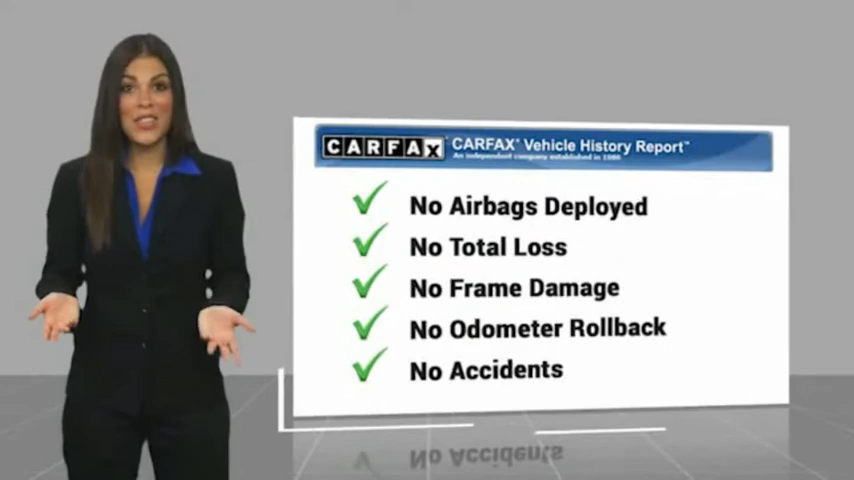 CARFAX CARFAX Vehicle History Report™
An independent company established in 1986
No Airbags Deployed
No Total Loss
No Frame Damage
No Odometer Rollback
No Accidents
No Accidents